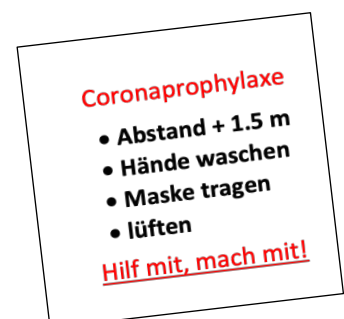 Coronaprophylaxe
• Abstand + 1.5 m
• Hände waschen
• Maske tragen
• lüften
Hilf mit, mach mit!